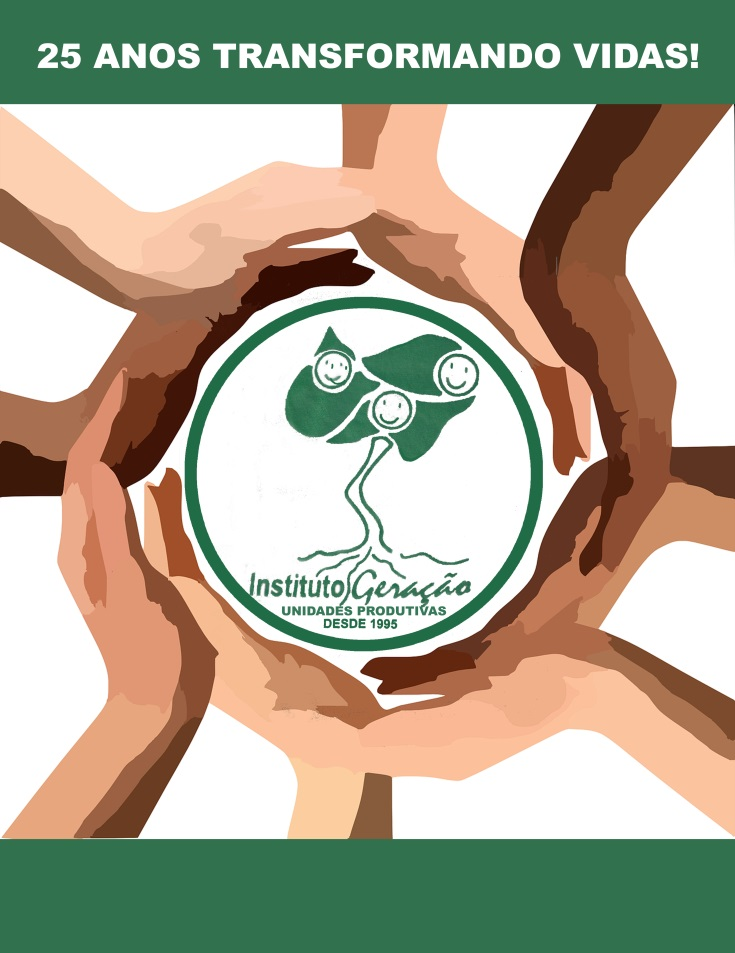 25 ANOS TRANSFORMANDO VIDAS!
Instituto Geração
UNIDADES PRODUTIVAS
DESDE 1995